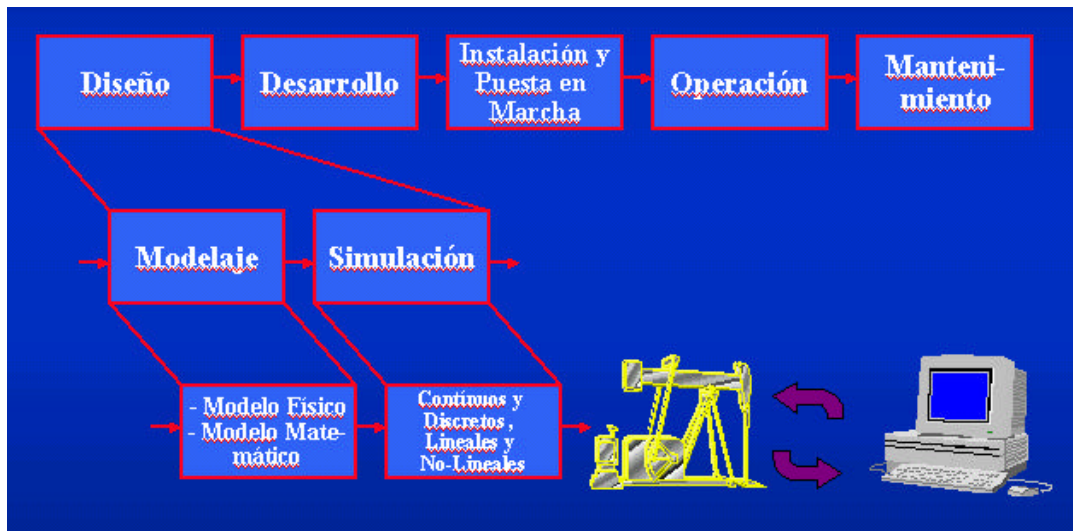 Diseño
Desarrollo
Instalación y
Puesta en
Marcha
Operación
Manteni-
miento
Modelaje
Simulación
- Modelo Físico
- Modelo Mate-
mático
Contínuos y
Discretos,
Lineales y
No-Lineales